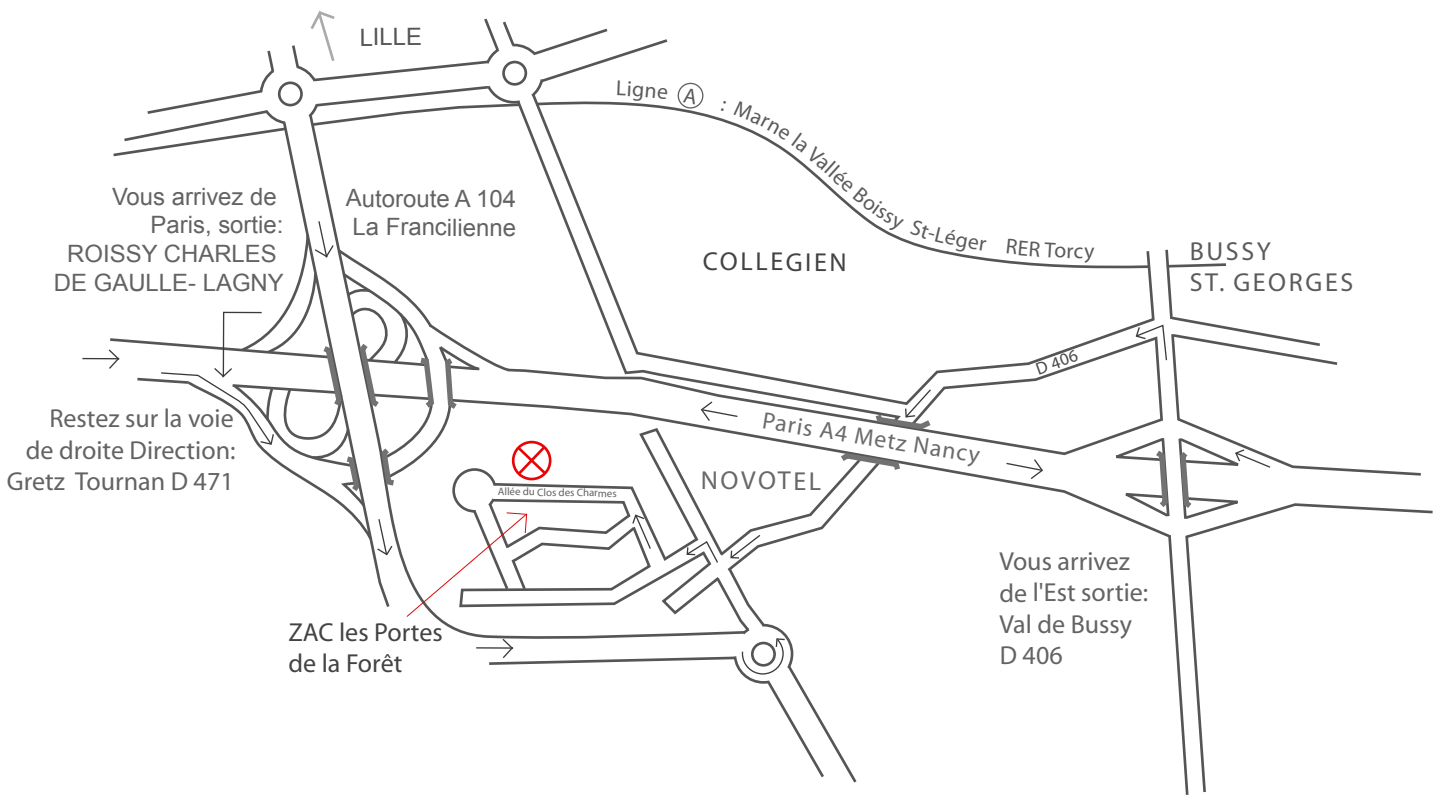 LILLE
Ligne A : Marne la Vallée Boissy St-Léger RER Torcy
Vous arrivez de
Paris, sortie:
ROISSY CHARLES
DE GAULLE- LAGNY
Autoroute A 104
La Francilienne
COLLEGIEN
BUSSY
ST. GEORGES
D 406
Restez sur la voie
de droite Direction:
Gretz Tournan D 471
Paris A4 Metz Nancy
NOVOTEL
Allée du Clos des Charmes
Vous arrivez
de l'Est sortie:
Val de Bussy
D 406
ZAC les Portes
de la Forêt